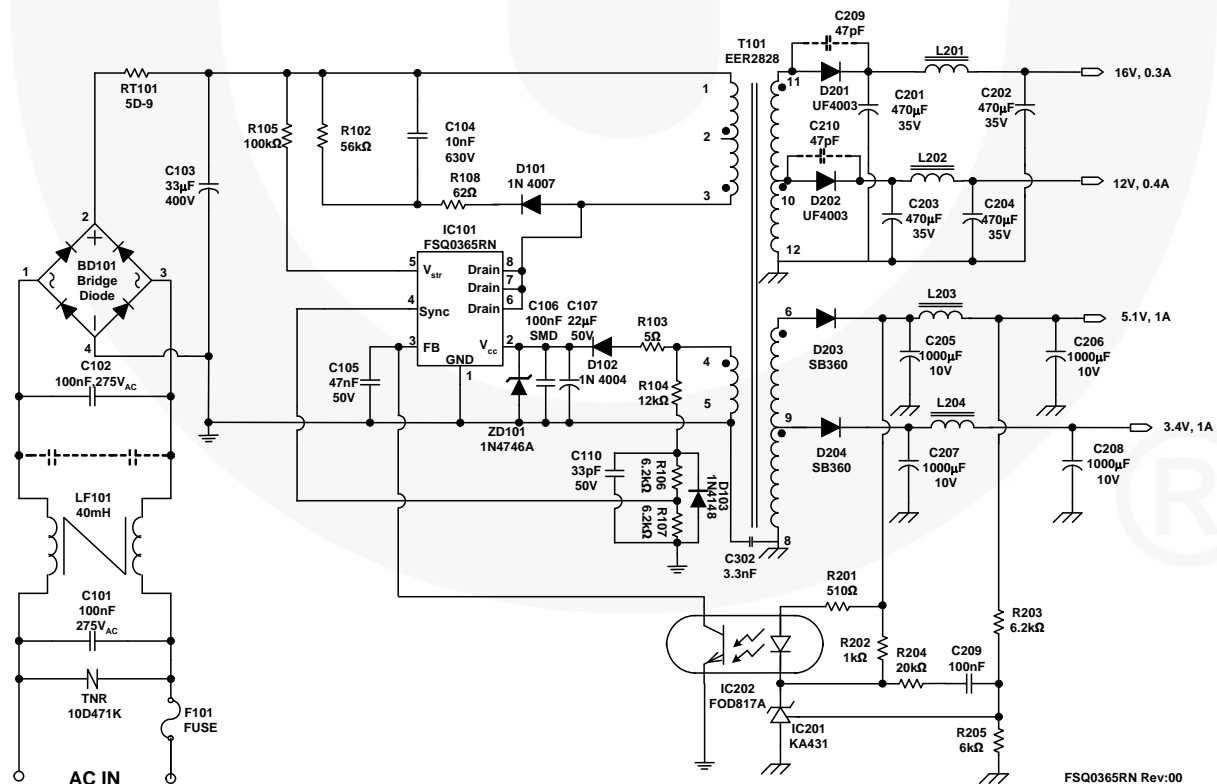 C209
47pF
T101
EER2828
L201
16V, 0.3A
RT101
5D-9
1
11
D201
UF4003
C201
470µF
35V
C202
470µF
35V
R105
100kΩ
R102
56kΩ
C104
10nF
630V
2
C210
47pF
L202
C103
33µF
400V
R108
62Ω
D101
1N 4007
3
10
D202
UF4003
12V, 0.4A
C203
470µF
35V
C204
470µF
35V
2
IC101
FSQ0365RN
12
1
BD101
Bridge
Diode
3
5
Vstr
Drain
8
Drain
7
4
Sync
Drain
6
L203
C106
100nF
SMD
C107
22µF
50V
R103
5Ω
6
5.1V, 1A
3
FB
Vcc
2
GND
1
D102
1N 4004
4
D203
SB360
C205
1000µF
10V
C206
1000µF
10V
4
C102
100nF,275VAC
C105
47nF
50V
R104
12kΩ
5
9
L204
ZD101
1N4746A
3.4V, 1A
D204
SB360
C207
1000µF
10V
C208
1000µF
10V
C110
33pF
50V
R106
6.2kΩ
R107
6.2kΩ
D103
1N4148
LF101
40mH
8
C302
3.3nF
R201
510Ω
C101
100nF
275VAC
R203
6.2kΩ
R202
1kΩ
R204
20kΩ
C209
100nF
TNR
10D471K
F101
FUSE
IC202
FOD817A
IC201
KA431
R205
6kΩ
AC IN
FSQ0365RN Rev:00
®